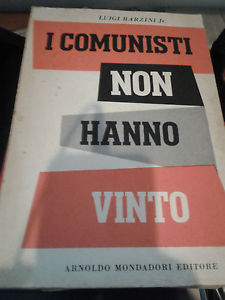 LUIGI BARZINI Jr.
I COMUNISTI
NON
HANNO
VINTO
ARNOLDO MONDADORI EDITORE